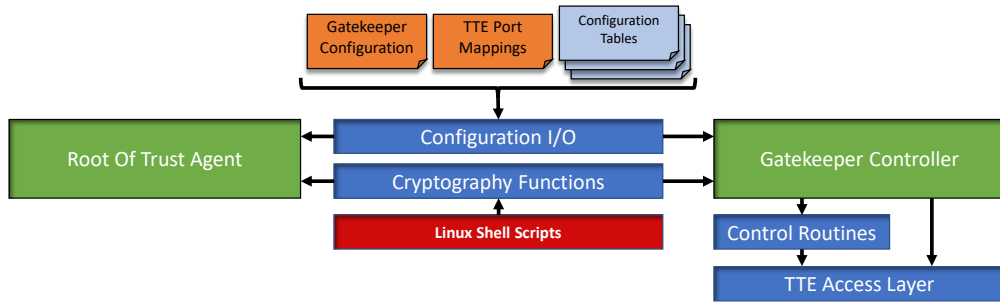 Gatekeeper
Configuration
TTE Port
Mappings
Configuration
Tables
Root Of Trust Agent
Configuration I/O
Gatekeeper Controller
Cryptography Functions
Linux Shell Scripts
Control Routines
TTE Access Layer